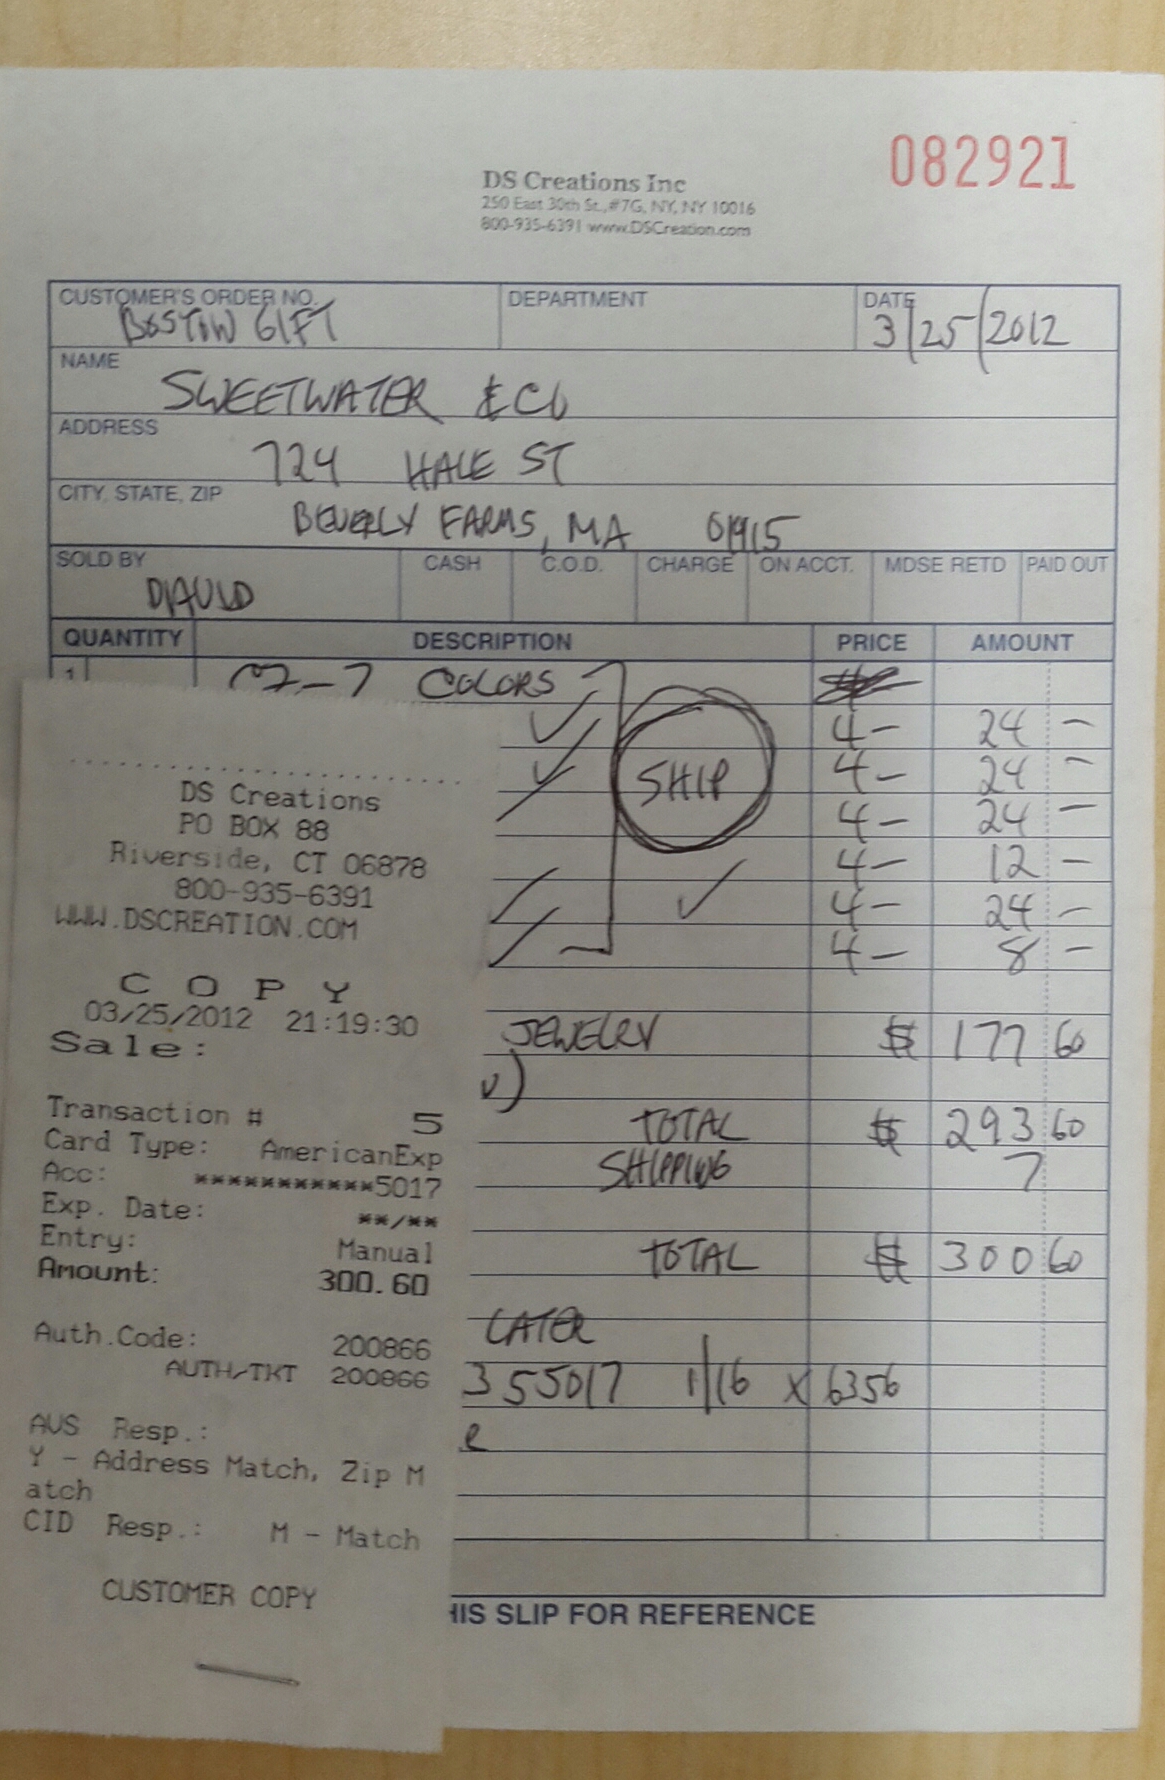 082921
DS Creations Inc
250 East 30th St., #7G, NY, NY 10016
800-935-6391 www.DSCreation.com
CUSTOMER'S ORDER NO. DEPARTMENT DATE
BOSTON GIFT 3/25/2012
NAME
SWEETWATER & CO
ADDRESS
724 HALE ST
CITY, STATE, ZIP
BEVERLY FARMS, MA 01915
SOLD BY CASH C.O.D. CHARGE ON ACCT. MDSE RETD PAID OUT
DAVID
QUANTITY DESCRIPTION PRICE AMOUNT
1 7 COLORS
4- 24 -
SHIP 4- 24 -
4- 24 -
4- 12 -
4- 24 -
4- 8 -
JEWELRY $ 177 60
TOTAL $ 293 60
SHIPPING 7
TOTAL $ 300 60
LATER
355017 1/16 x 6356
HIS SLIP FOR REFERENCE
DS Creations
PO BOX 88
Riverside, CT 06878
800-935-6391
WWW.DSCREATION.COM
COPY
03/25/2012 21:19:30
Sale:
Transaction # 5
Card Type: AmericanExp
Acc: ***********5017
Exp. Date: **/**
Entry: Manual
Amount: 300.60
Auth.Code: 200866
AUTH/TKT 200866
AVS Resp.:
Y - Address Match, Zip M
atch
CID Resp.: M - Match
CUSTOMER COPY